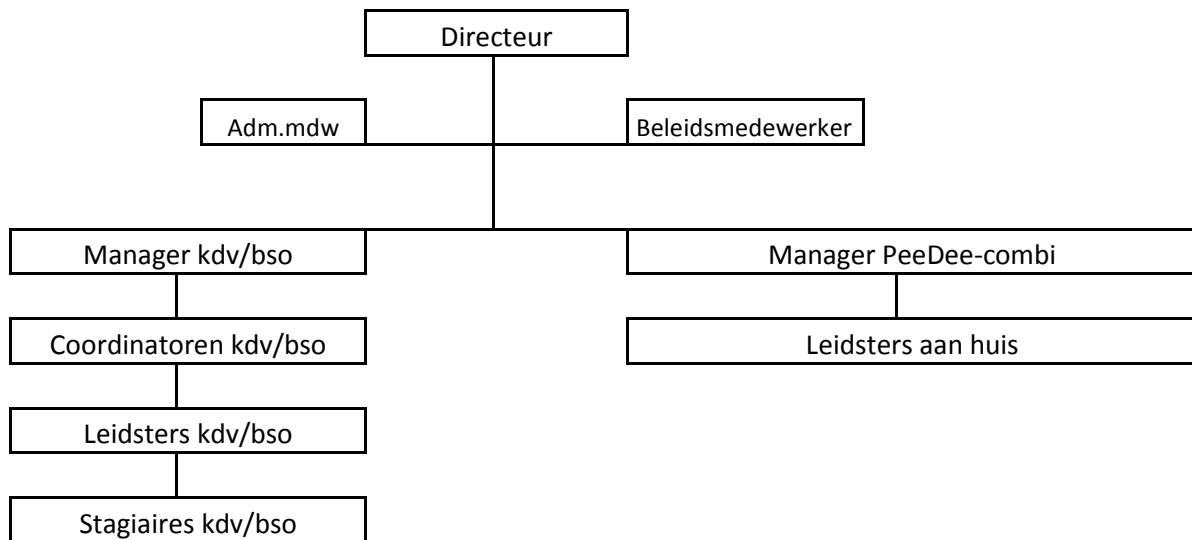 Directeur
Adm.mdw
Beleidsmedewerker
Manager kdv/bso
Manager PeeDee-combi
Coordinatoren kdv/bso
Leidsters aan huis
Leidsters kdv/bso
Stagiaires kdv/bso